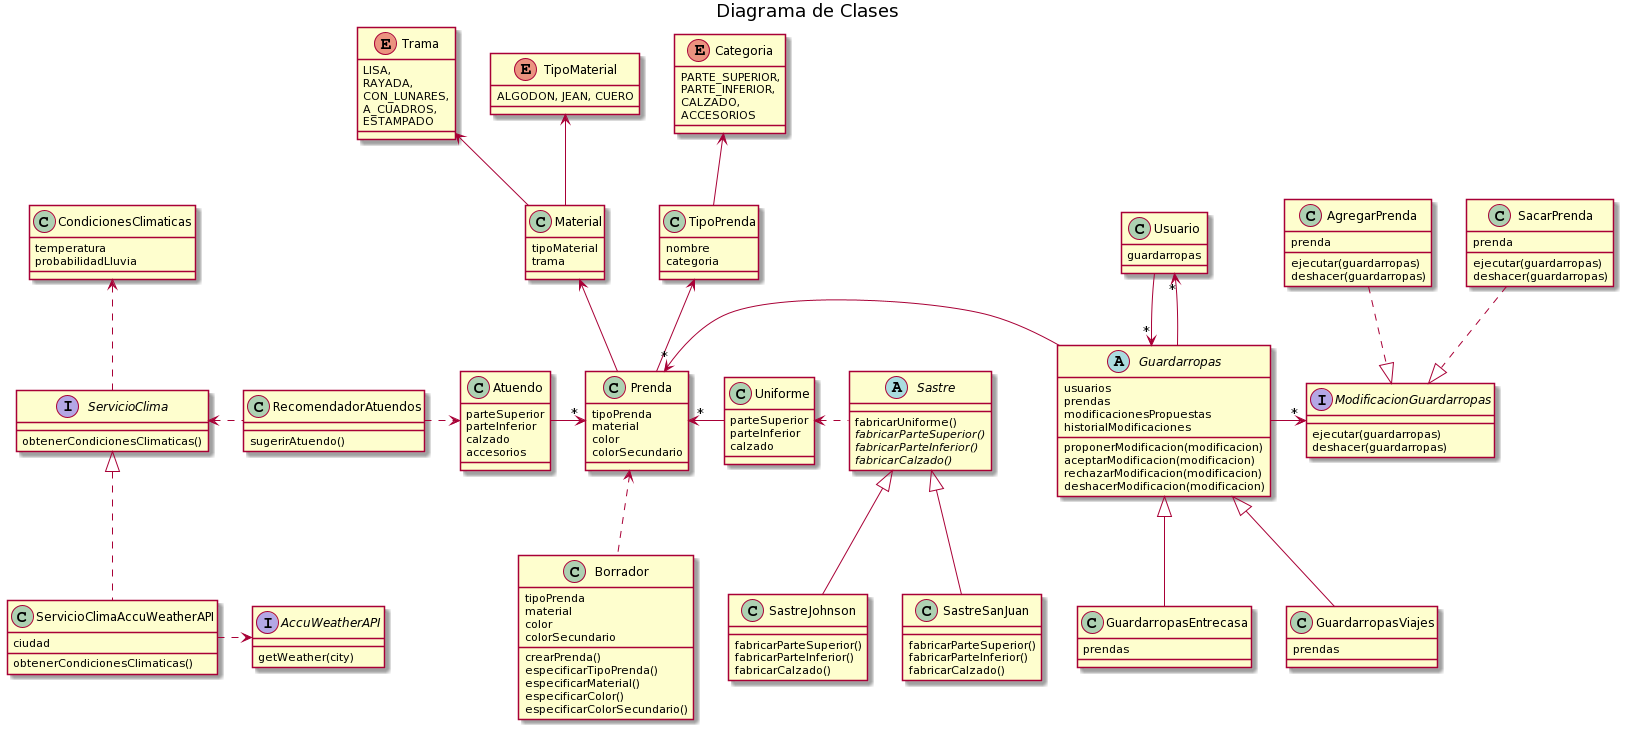 Diagrama de Clases
E Trama
LISA,
RAYADA,
CON_LUNARES,
A_CUADROS,
ESTAMPADO
E TipoMaterial
ALGODON, JEAN, CUERO
E Categoria
PARTE_SUPERIOR,
PARTE_INFERIOR,
CALZADO,
ACCESORIOS
C CondicionesClimaticas
temperatura
probabilidadLluvia
C Material
tipoMaterial
trama
C TipoPrenda
nombre
categoria
C Usuario
guardarropas
C AgregarPrenda
prenda
ejecutar(guardarropas)
deshacer(guardarropas)
C SacarPrenda
prenda
ejecutar(guardarropas)
deshacer(guardarropas)
*
*
*
I ServicioClima
obtenerCondicionesClimaticas()
C RecomendadorAtuendos
sugerirAtuendo()
C Atuendo
parteSuperior
parteInferior
calzado
accesorios
*
C Prenda
tipoPrenda
material
color
colorSecundario
*
C Uniforme
parteSuperior
parteInferior
calzado
A Sastre
fabricarUniforme()
fabricarParteSuperior()
fabricarParteInferior()
fabricarCalzado()
A Guardarropas
usuarios
prendas
modificacionesPropuestas
historialModificaciones
proponerModificacion(modificacion)
aceptarModificacion(modificacion)
rechazarModificacion(modificacion)
deshacerModificacion(modificacion)
*
I ModificacionGuardarropas
ejecutar(guardarropas)
deshacer(guardarropas)
C ServicioClimaAccuWeatherAPI
ciudad
obtenerCondicionesClimaticas()
I AccuWeatherAPI
getWeather(city)
C Borrador
tipoPrenda
material
color
colorSecundario
crearPrenda()
especificarTipoPrenda()
especificarMaterial()
especificarColor()
especificarColorSecundario()
C SastreJohnson
fabricarParteSuperior()
fabricarParteInferior()
fabricarCalzado()
C SastreSanJuan
fabricarParteSuperior()
fabricarParteInferior()
fabricarCalzado()
C GuardarropasEntrecasa
prendas
C GuardarropasViajes
prendas